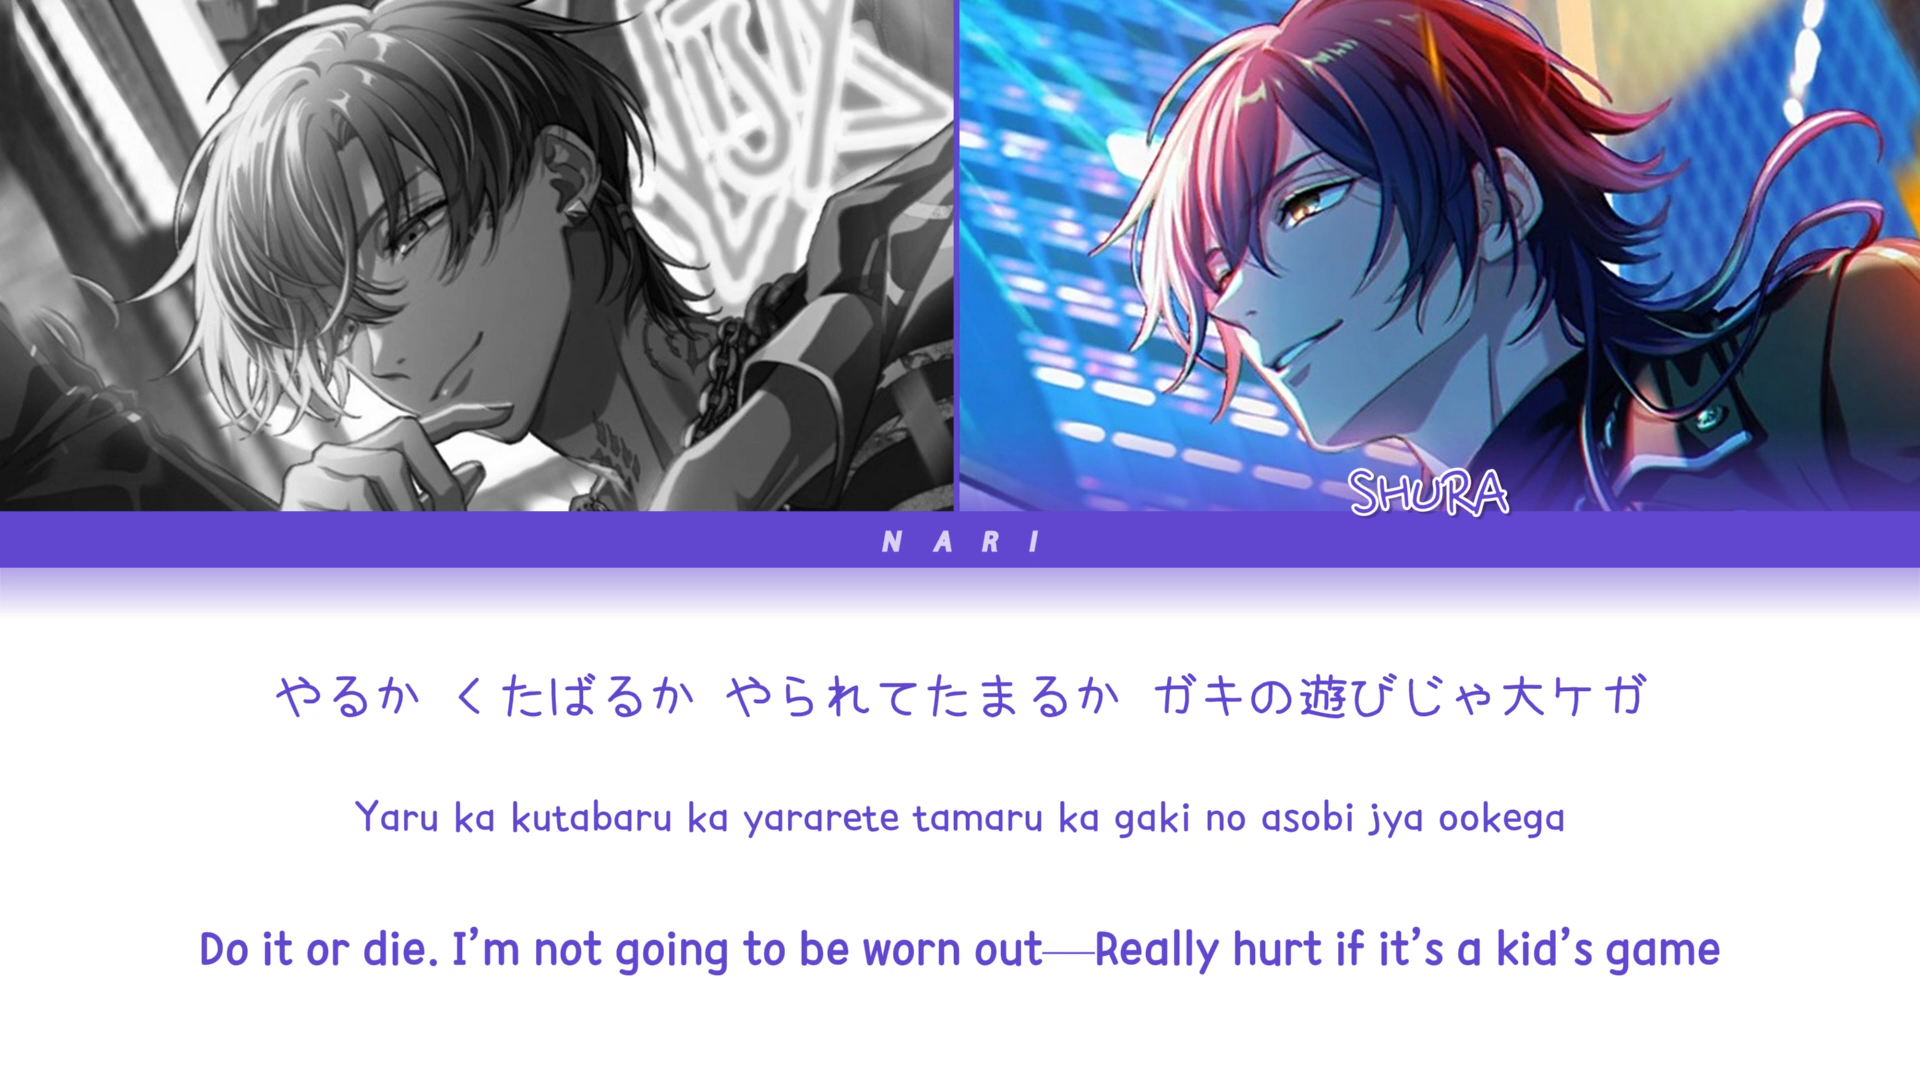 SHURA
NARI
やるか くたばるか やられてたまるか ガキの遊びじゃ大ケガ
Yaru ka kutabaru ka yararete tamaru ka gaki no asobi jya ookega
Do it or die. I'm not going to be worn out—Really hurt if it's a kid's game